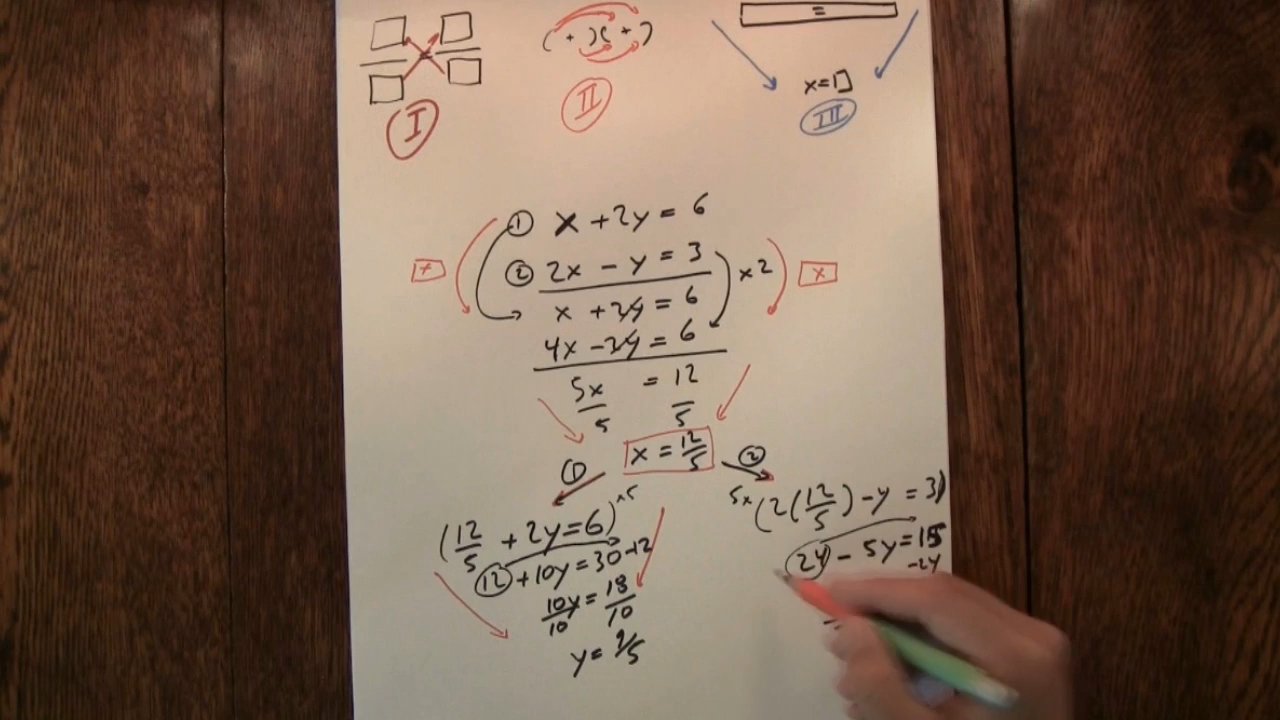 =
( + )( + )
=
x=□
I
II
III
① x + 2y = 6
+
② 2x - y = 3
x 2
x
x + 2y = 6
4x - 2y = 6
5x = 12
5 5
x = 12/5
①
②
(12/5 + 2y = 6) x5
5x (2(12/5) - y = 3)
12 + 10y = 30 - 12
24 - 5y = 15
-24
10y/10 = 18/10
y = 9/5